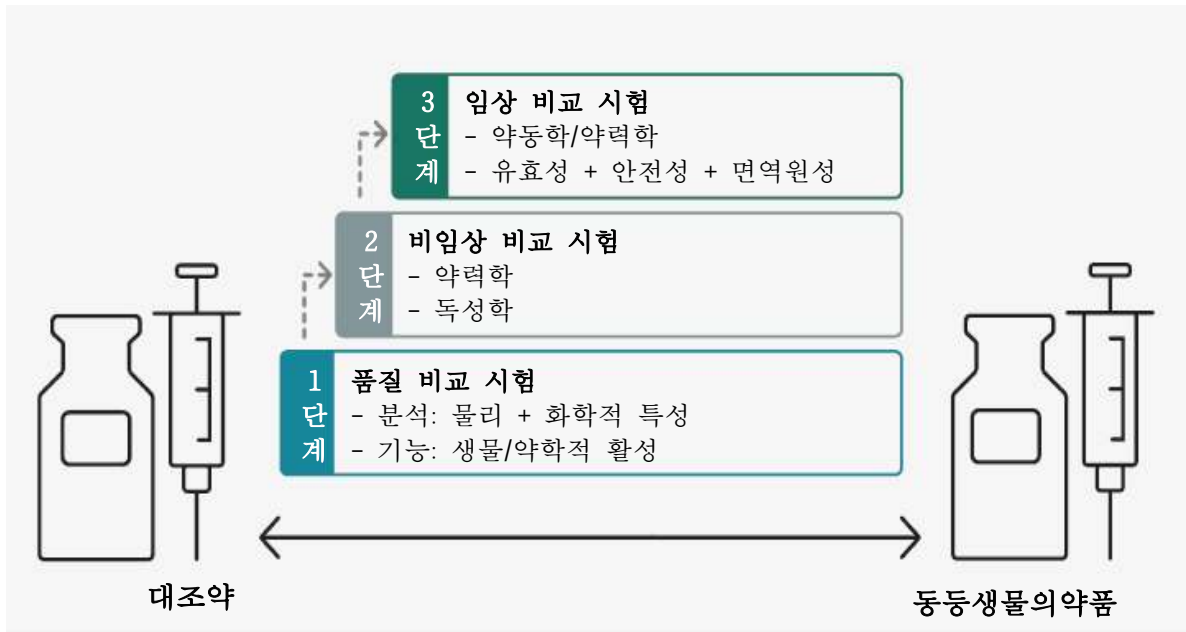 3단계
임상 비교 시험
- 약동학/약력학
- 유효성 + 안전성 + 면역원성
2단계
비임상 비교 시험
- 약력학
- 독성학
1단계
품질 비교 시험
- 분석: 물리 + 화학적 특성
- 기능: 생물/약학적 활성
대조약
동등생물의약품